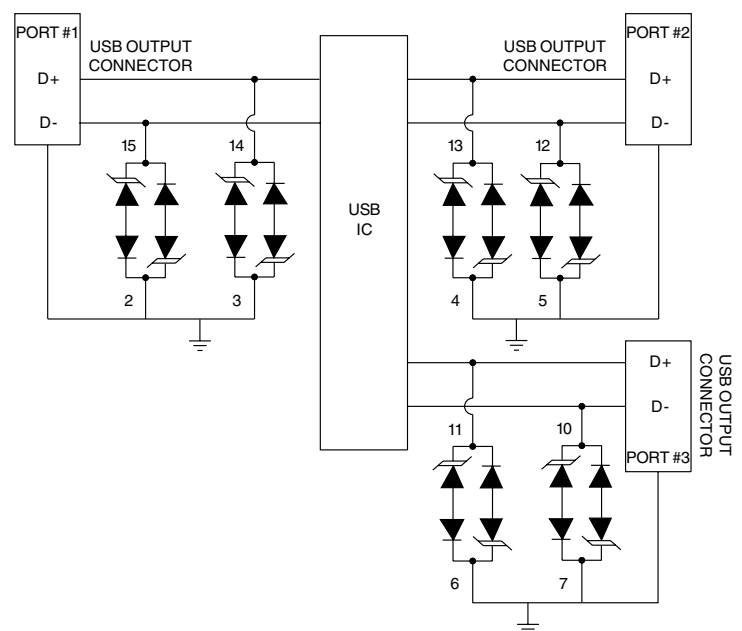 PORT #1
USB OUTPUT
CONNECTOR
D+
D-
15
14
2
3
USB
IC
USB OUTPUT
CONNECTOR
PORT #2
D+
D-
13
12
4
5
D+
D-
PORT #3
USB OUTPUT
CONNECTOR
11
10
6
7